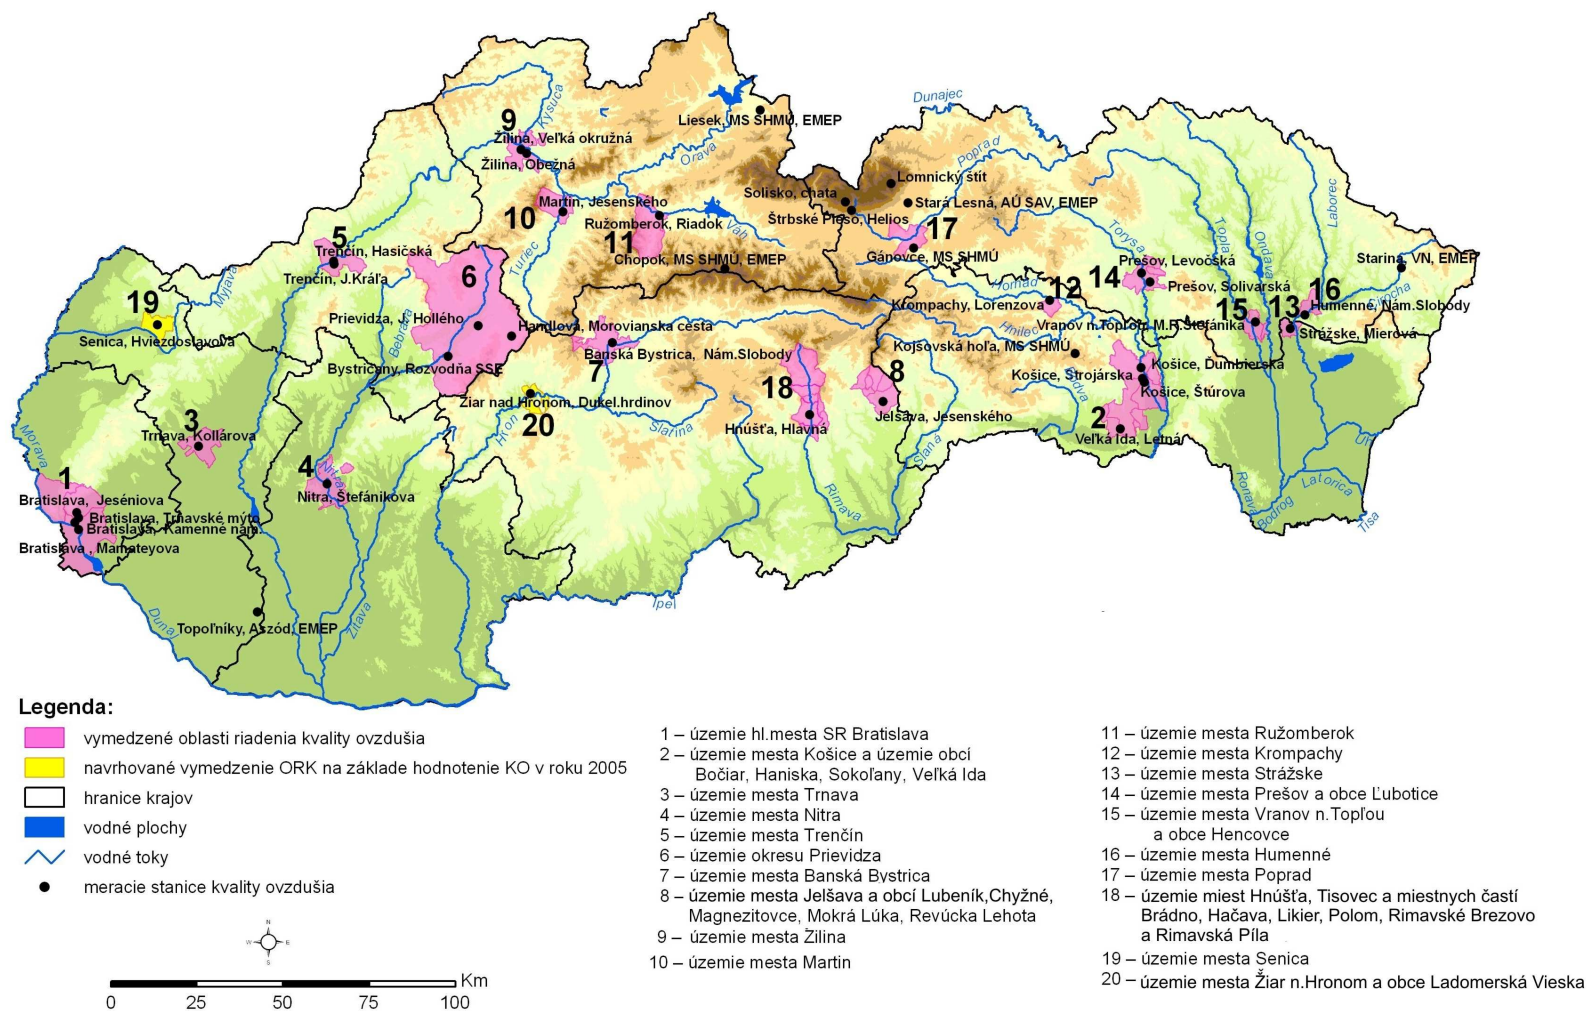 Dunajec
Kysuca
9
Žilina, Veľká okružná
Žilina, Obežná
Liesek, MS SHMÚ, EMEP
Orava
Poprad
Laborec
Lomnický štít
Solisko, chata
Stará Lesná, AÚ SAV, EMEP
Štrbské Pleso, Helios
10
Martin, Jesenského
Ružomberok, Riadok
11
Váh
Turiec
Chopok, MS SHMÚ, EMEP
17
Gánovce, MS SHMÚ
Torysa
Topľa
Ondava
5
Trenčín, Hasičská
Trenčín, J.Kráľa
Myjava
6
14
Prešov, Levočská
Prešov, Solivarská
Starina, VN, EMEP
Cirocha
16
Humenné, Nám.Slobody
13
Strážske, Mierová
15
Vranov n.Topľou, M.R.Štefánika
12
Krompachy, Lorenzova
Hornád
Hnilec
Kojsovská hoľa, MS SHMÚ
19
Senica, Hviezdoslavova
Prievidza, J. Hollého
Handlová, Morovianska cesta
Bebrava
Bystričany, Rozvodňa SSE
Banská Bystrica, Nám.Slobody
7
Žiar nad Hronom, Dukel.hrdinov
20
Hron
Slatina
18
Hnúšťa, Hlavná
8
Jelšava, Jesenského
Slaná
Rimava
Košice, Ďumbierska
Košice, Strojárska
Košice, Štúrova
Bodva
2
Veľká Ida, Letná
Uh
Latorica
Ronava
Bodrog
Tisa
3
Trnava, Kollárova
Morava
4
Nitra
Nitra, Štefánikova
1
Bratislava, Jeséniova
Bratislava, Trnavské mýto
Bratislava, Kamenné nám.
Bratislava , Mamateyova
Dunaj
Topoľníky, Aszód, EMEP
Žitava
Ipeľ
Legenda:
vymedzené oblasti riadenia kvality ovzdušia
navrhované vymedzenie ORK na základe hodnotenie KO v roku 2005
hranice krajov
vodné plochy
vodné toky
meracie stanice kvality ovzdušia
N
W
E
S
0 25 50 75 100 Km
1 – územie hl.mesta SR Bratislava
2 – územie mesta Košice a územie obcí
Bočiar, Haniska, Sokoľany, Veľká Ida
3 – územie mesta Trnava
4 – územie mesta Nitra
5 – územie mesta Trenčín
6 – územie okresu Prievidza
7 – územie mesta Banská Bystrica
8 – územie mesta Jelšava a obcí Lubeník,Chyžné,
Magnezitovce, Mokrá Lúka, Revúcka Lehota
9 – územie mesta Žilina
10 – územie mesta Martin
11 – územie mesta Ružomberok
12 – územie mesta Krompachy
13 – územie mesta Strážske
14 – územie mesta Prešov a obce Ľubotice
15 – územie mesta Vranov n.Topľou
a obce Hencovce
16 – územie mesta Humenné
17 – územie mesta Poprad
18 – územie miest Hnúšťa, Tisovec a miestnych častí
Brádno, Hačava, Likier, Polom, Rimavské Brezovo
a Rimavská Píla
19 – územie mesta Senica
20 – územie mesta Žiar n.Hronom a obce Ladomerská Vieska